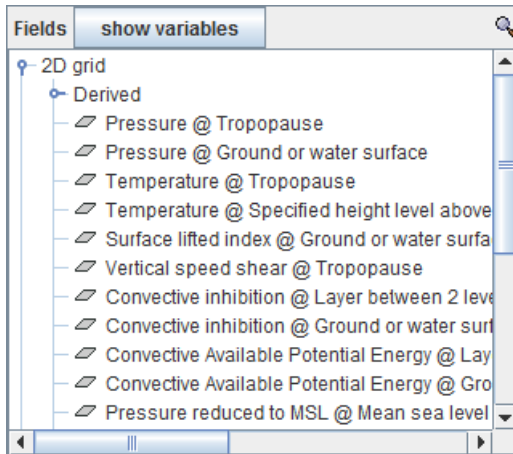 Fields show variables
2D grid
Derived
Pressure @ Tropopause
Pressure @ Ground or water surface
Temperature @ Tropopause
Temperature @ Specified height level above
Surface lifted index @ Ground or water surfa
Vertical speed shear @ Tropopause
Convective inhibition @ Layer between 2 leve
Convective inhibition @ Ground or water surf
Convective Available Potential Energy @ Lay
Convective Available Potential Energy @ Gro
Pressure reduced to MSL @ Mean sea level